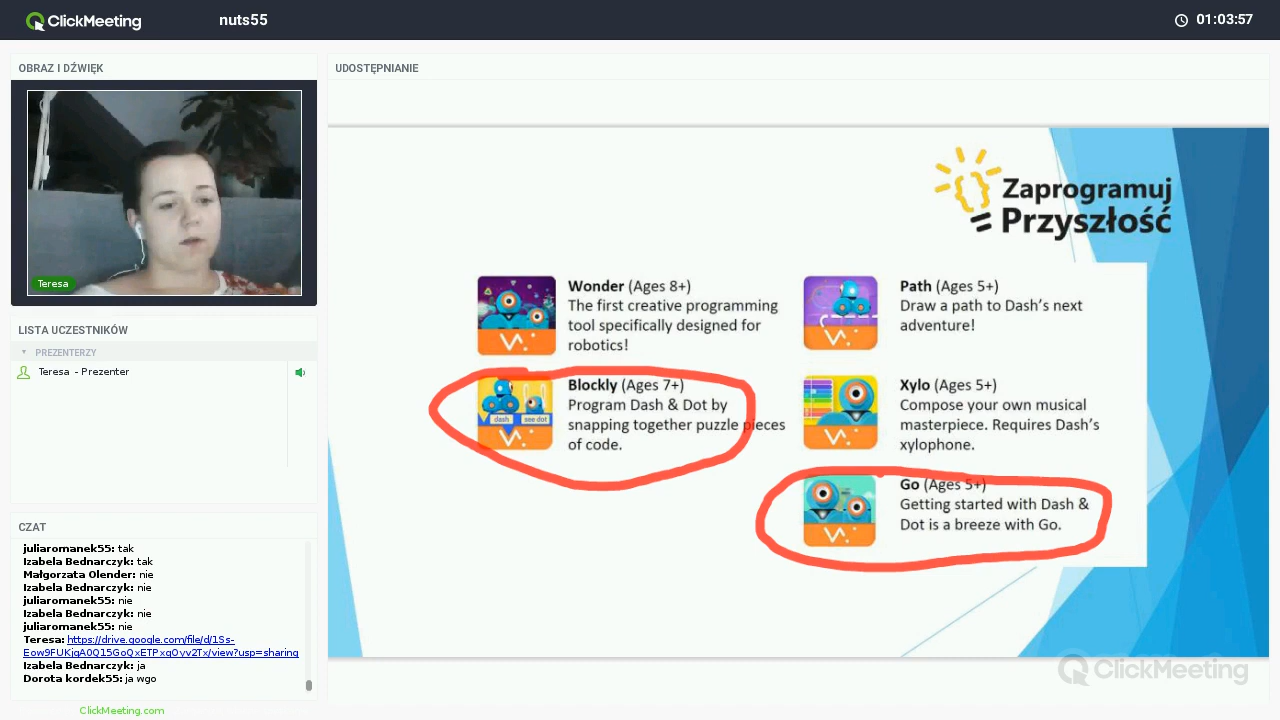 ClickMeeting
nuts55
01:03:57
OBRAZ I DŹWIĘK
Teresa
LISTA UCZESTNIKÓW
PREZENTERZY
Teresa - Prezenter
CZAT
juliaromanek55: tak
Izabela Bednarczyk: tak
Małgorzata Olender: nie
Izabela Bednarczyk: nie
juliaromanek55: nie
Izabela Bednarczyk: nie
juliaromanek55: nie
Teresa: https://drive.google.com/file/d/1Ss-
Eow9FUKjqA0Q15GoQxETPxqOyv2Tx/view?usp=sharing
Izabela Bednarczyk: ja
Dorota kordek55: ja wgo
ClickMeeting.com
UDOSTĘPNIANIE
Zaprogramuj
Przyszłość
Wonder (Ages 8+)
The first creative programming
tool specifically designed for
robotics!
dash
see dot
Blockly (Ages 7+)
Program Dash & Dot by
snapping together puzzle pieces
of code.
Path (Ages 5+)
Draw a path to Dash's next
adventure!
Xylo (Ages 5+)
Compose your own musical
masterpiece. Requires Dash's
xylophone.
Go (Ages 5+)
Getting started with Dash &
Dot is a breeze with Go.
ClickMeeting